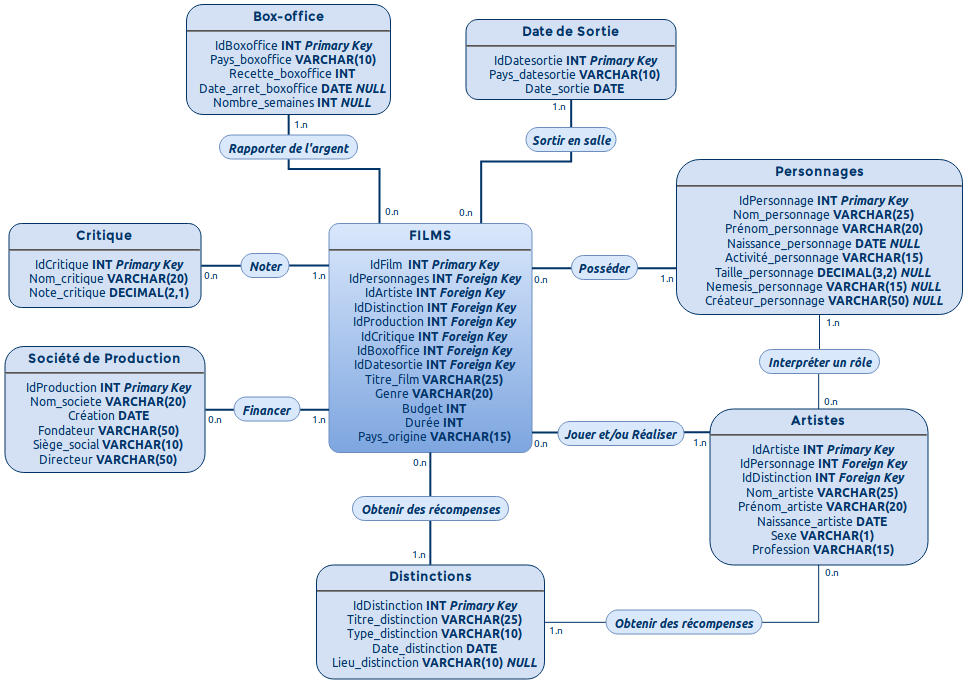 Box-office
IdBoxoffice INT Primary Key
Pays_boxoffice VARCHAR(10)
Recette_boxoffice INT
Date_arret_boxoffice DATE NULL
Nombre_semaines INT NULL
1.n
Rapporter de l'argent
0.n
Date de Sortie
IdDatesortie INT Primary Key
Pays_datesortie VARCHAR(10)
Date_sortie DATE
1.n
Sortir en salle
0.n
Personnages
IdPersonnage INT Primary Key
Nom_personnage VARCHAR(25)
Prénom_personnage VARCHAR(20)
Naissance_personnage DATE NULL
Activité_personnage VARCHAR(15)
Taille_personnage DECIMAL(3,2) NULL
Nemesis_personnage VARCHAR(15) NULL
Créateur_personnage VARCHAR(50) NULL
1.n
Critique
IdCritique INT Primary Key
Nom_critique VARCHAR(20)
Note_critique DECIMAL(2,1)
0.n
Noter
1.n
FILMS
IdFilm INT Primary Key
IdPersonnages INT Foreign Key
IdArtiste INT Foreign Key
IdDistinction INT Foreign Key
IdProduction INT Foreign Key
IdCritique INT Foreign Key
IdBoxoffice INT Foreign Key
IdDatesortie INT Foreign Key
Titre_film VARCHAR(25)
Genre VARCHAR(20)
Budget INT
Durée INT
Pays_origine VARCHAR(15)
0.n
Posséder
1.n
Interpréter un rôle
0.n
Société de Production
IdProduction INT Primary Key
Nom_societe VARCHAR(20)
Création DATE
Fondateur VARCHAR(50)
Siège_social VARCHAR(10)
Directeur VARCHAR(50)
0.n
Financer
1.n
0.n
Jouer et/ou Réaliser
1.n
Artistes
IdArtiste INT Primary Key
IdPersonnage INT Foreign Key
IdDistinction INT Foreign Key
Nom_artiste VARCHAR(25)
Prénom_artiste VARCHAR(20)
Naissance_artiste DATE
Sexe VARCHAR(1)
Profession VARCHAR(15)
0.n
0.n
Obtenir des récompenses
1.n
Distinctions
IdDistinction INT Primary Key
Titre_distinction VARCHAR(25)
Type_distinction VARCHAR(10)
Date_distinction DATE
Lieu_distinction VARCHAR(10) NULL
1.n
Obtenir des récompenses